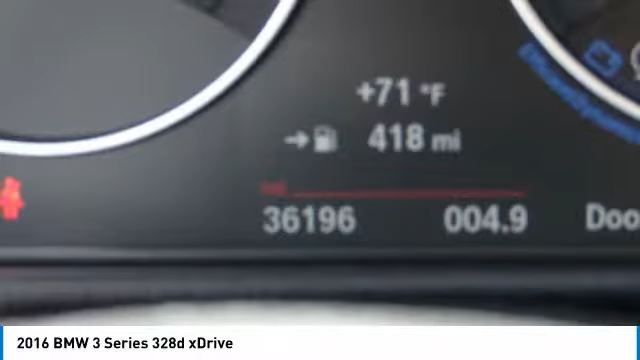 +71 °F
418 mi
36196 004.9
Doo
2016 BMW 3 Series 328d xDrive